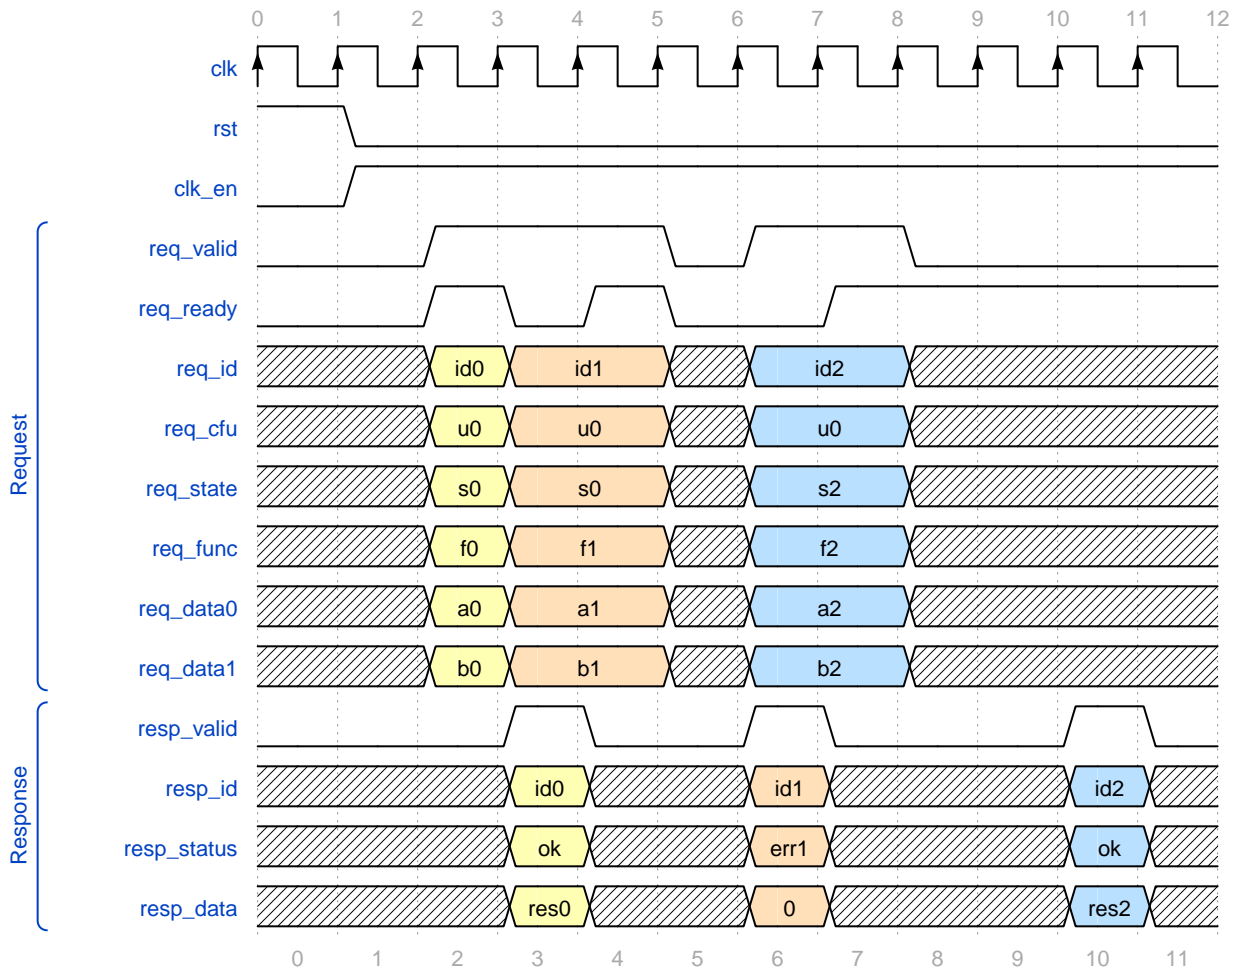 0 1 2 3 4 5 6 7 8 9 10 11 12
clk
rst
clk_en
Request
req_valid
req_ready
req_id id0 id1 id2
req_cfu u0 u0 u0
req_state s0 s0 s2
req_func f0 f1 f2
req_data0 a0 a1 a2
req_data1 b0 b1 b2
Response
resp_valid
resp_id id0 id1 id2
resp_status ok err1 ok
resp_data res0 0 res2
0 1 2 3 4 5 6 7 8 9 10 11